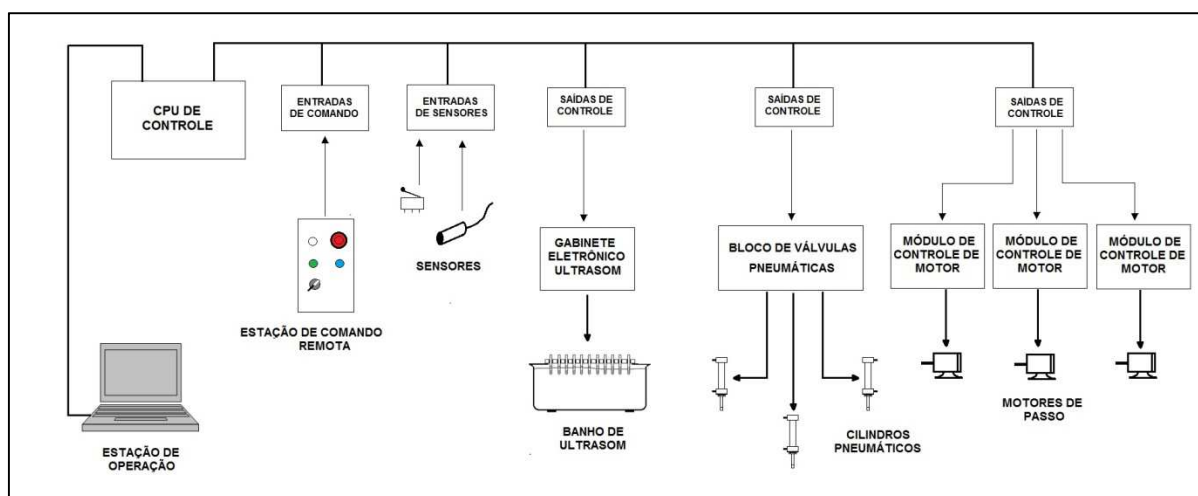 CPU DE
CONTROLE
ENTRADAS
DE COMANDO
ENTRADAS
DE SENSORES
SAÍDAS DE
CONTROLE
SAÍDAS DE
CONTROLE
SAÍDAS DE
CONTROLE
SENSORES
ESTAÇÃO DE COMANDO
REMOTA
GABINETE
ELETRÔNICO
ULTRASOM
BLOCO DE VÁLVULAS
PNEUMÁTICAS
MÓDULO DE
CONTROLE DE
MOTOR
MÓDULO DE
CONTROLE DE
MOTOR
MÓDULO DE
CONTROLE DE
MOTOR
BANHO DE
ULTRASOM
CILINDROS
PNEUMÁTICOS
MOTORES DE
PASSO
ESTAÇÃO DE
OPERAÇÃO